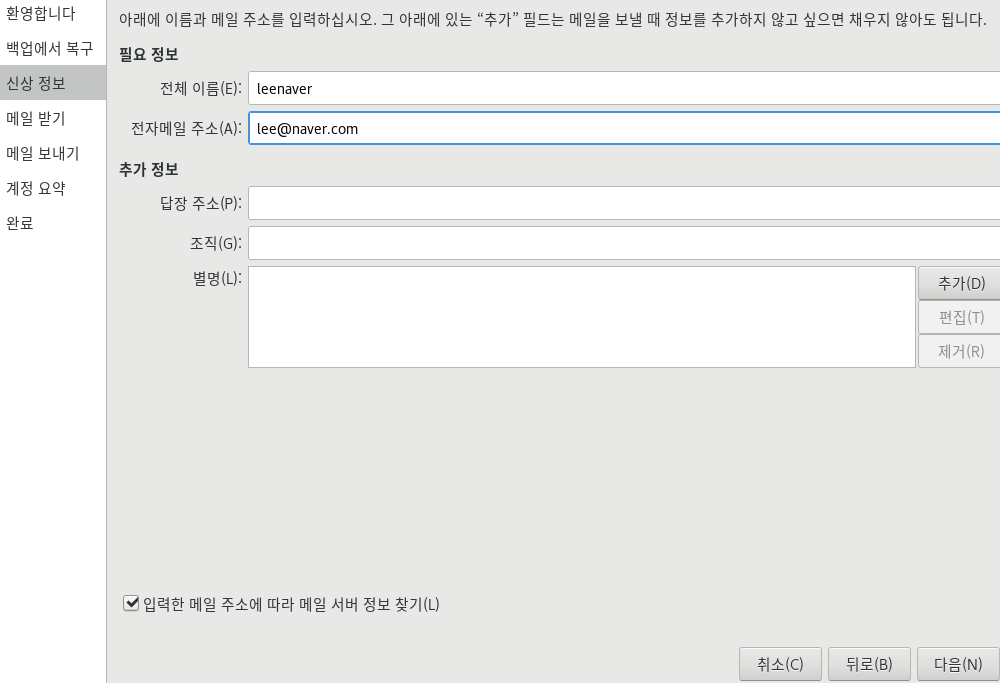 환영합니다
백업에서 복구
신상 정보
메일 받기
메일 보내기
계정 요약
완료
아래에 이름과 메일 주소를 입력하십시오. 그 아래에 있는 “추가” 필드는 메일을 보낼 때 정보를 추가하지 않고 싶으면 채우지 않아도 됩니다.
필요 정보
전체 이름(E): leenaver
전자메일 주소(A): lee@naver.com
추가 정보
답장 주소(P):
조직(G):
별명(L):
추가(D)
편집(T)
제거(R)
입력한 메일 주소에 따라 메일 서버 정보 찾기(L)
취소(C) 뒤로(B) 다음(N)